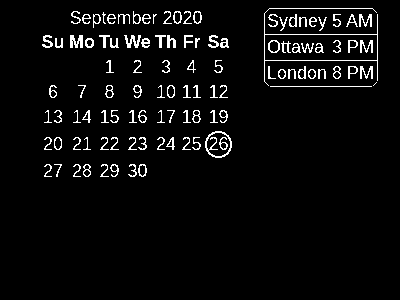 September 2020
Su Mo Tu We Th Fr Sa
1 2 3 4 5
6 7 8 9 10 11 12
13 14 15 16 17 18 19
20 21 22 23 24 25 26
27 28 29 30
Sydney 5 AM
Ottawa 3 PM
London 8 PM